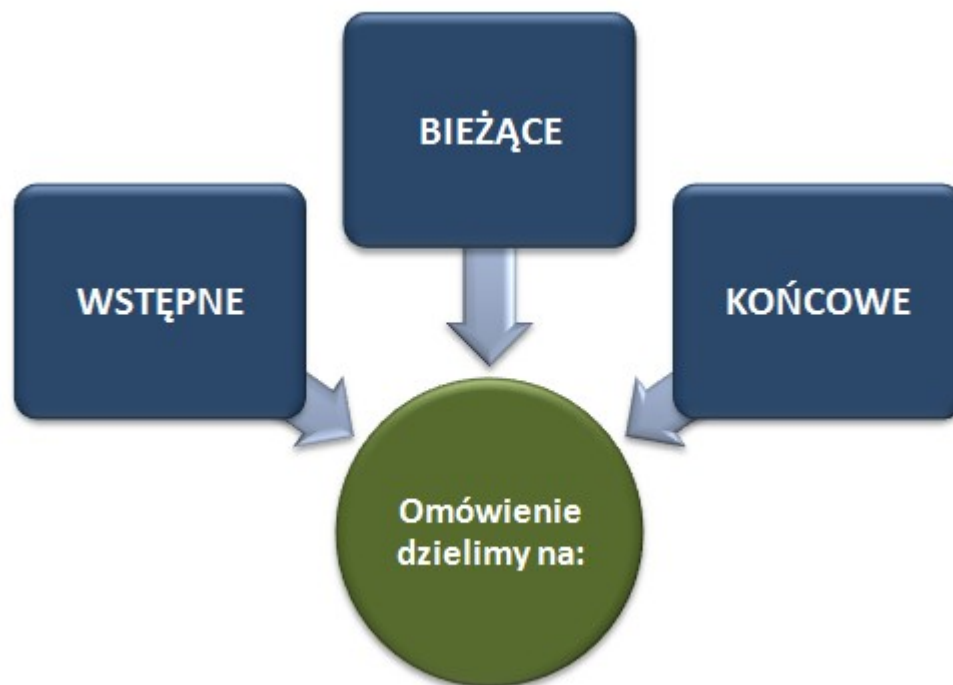 BIEŻĄCE
WSTĘPNE
KOŃCOWE
Omówienie
dzielimy na: